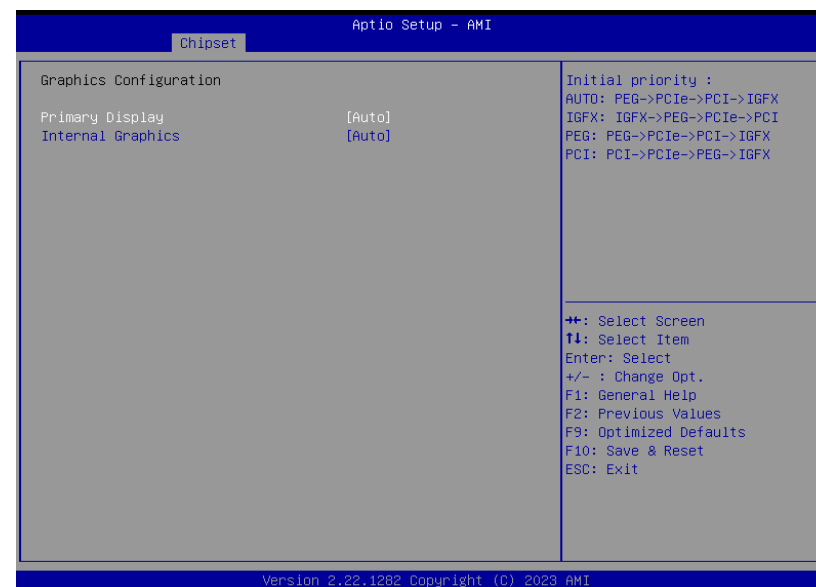 Aptio Setup – AMI
Chipset
Graphics Configuration
Primary Display [Auto]
Internal Graphics [Auto]
Initial priority :
AUTO: PEG->PCIe->PCI->IGFX
IGFX: IGFX->PEG->PCIe->PCI
PEG: PEG->PCIe->PCI->IGFX
PCI: PCI->PCIe->PEG->IGFX
→←: Select Screen
↑↓: Select Item
Enter: Select
+/- : Change Opt.
F1: General Help
F2: Previous Values
F9: Optimized Defaults
F10: Save & Reset
ESC: Exit
Version 2.22.1282 Copyright (C) 2023 AMI